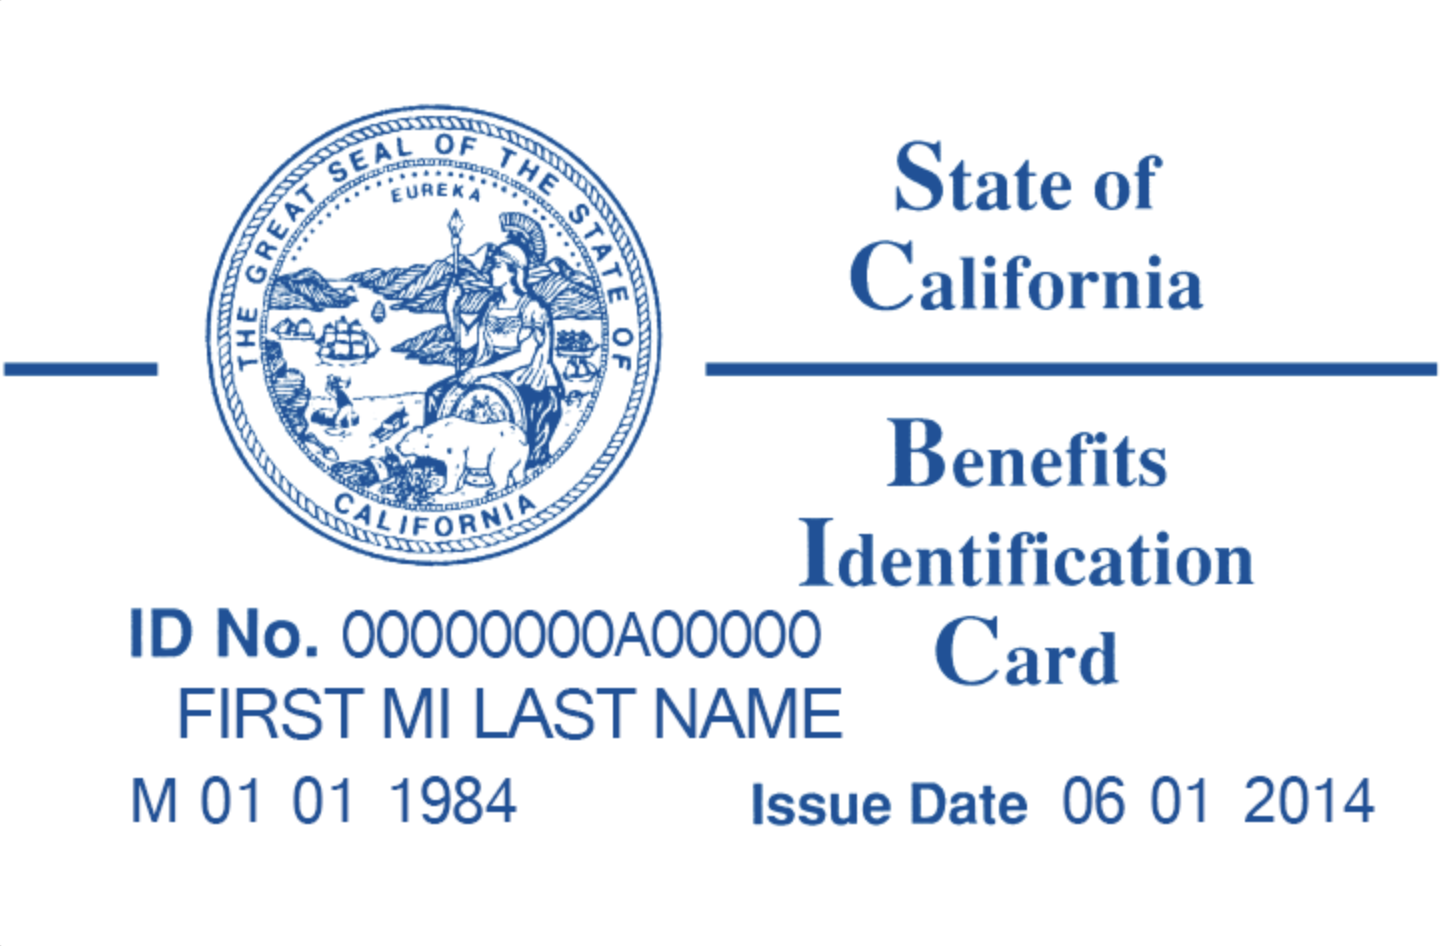 THE GREAT SEAL OF THE STATE OF
EUREKA
CALIFORNIA
State of
California
Benefits
Identification
Card
ID No. 00000000A00000
FIRST MI LAST NAME
M 01 01 1984
Issue Date 06 01 2014